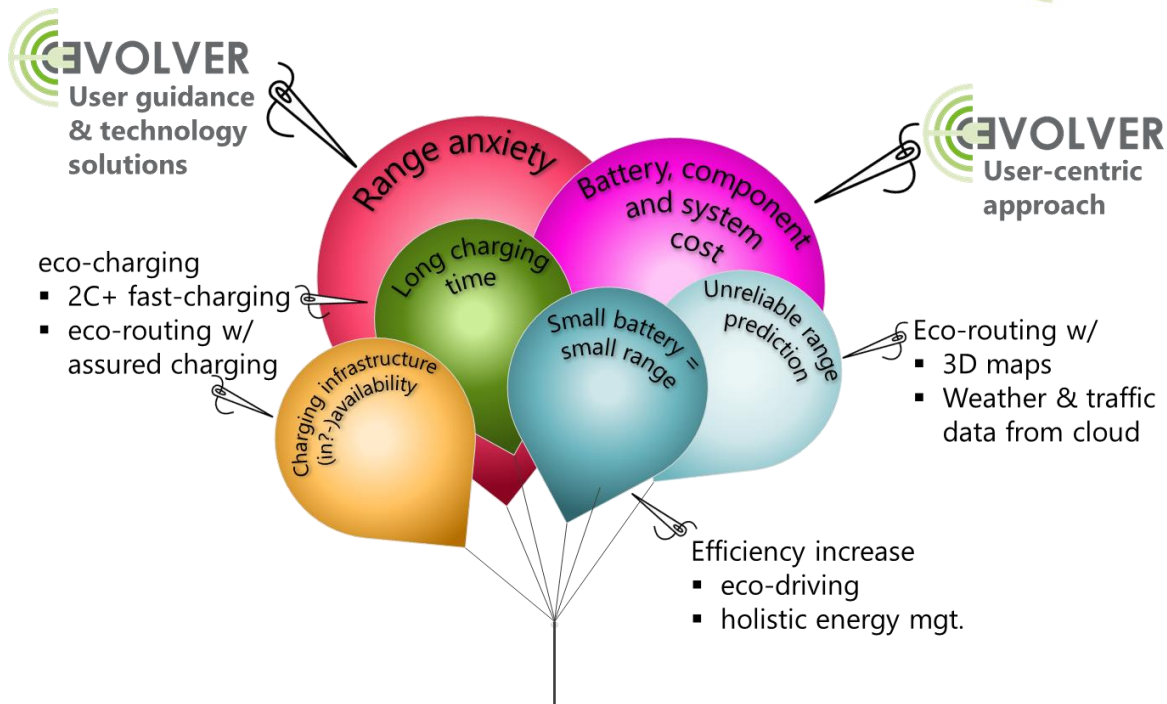 EVOLVER
User guidance
& technology
solutions
EVOLVER
User-centric
approach
Range anxiety
Battery, component
and system
cost
eco-charging
▪ 2C+ fast-charging
▪ eco-routing w/
assured charging
Long charging
time
Small battery =
small range
Unreliable range
prediction
Eco-routing w/
▪ 3D maps
▪ Weather & traffic
data from cloud
Charging infrastructure
(in?-)availability
Efficiency increase
▪ eco-driving
▪ holistic energy mgt.